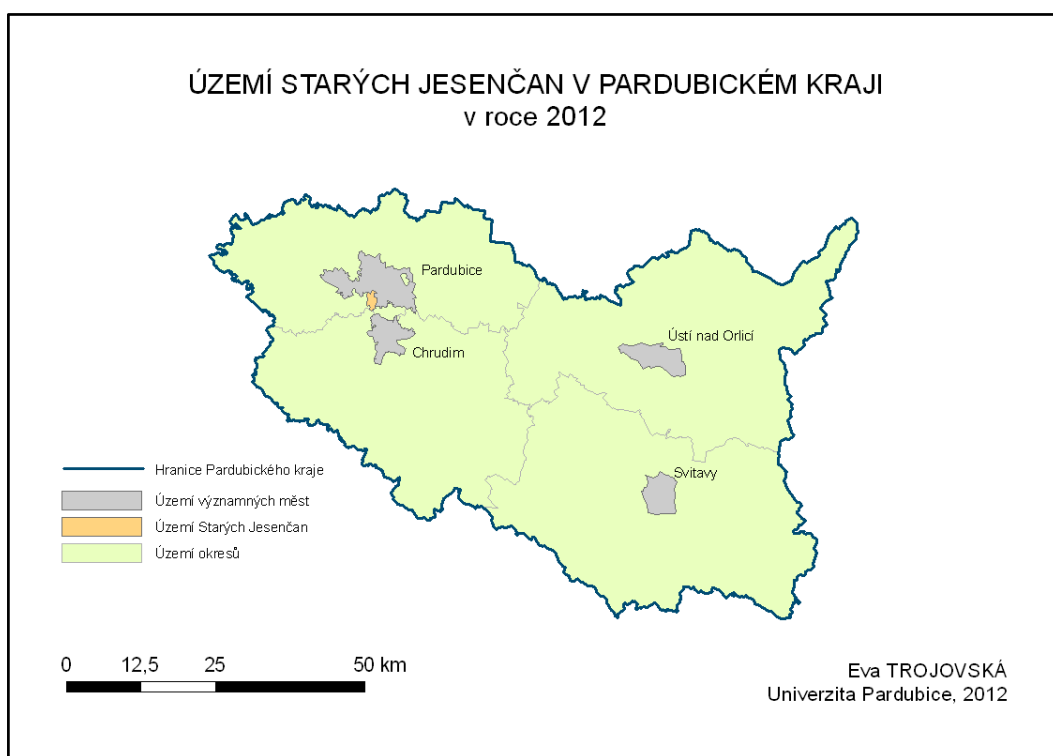 ÚZEMÍ STARÝCH JESENČAN V PARDUBICKÉM KRAJI
v roce 2012
Pardubice
Chrudim
Ústí nad Orlicí
Svitavy
Hranice Pardubického kraje
Území významných měst
Území Starých Jesenčan
Území okresů
0 12,5 25 50 km
Eva TROJOVSKÁ
Univerzita Pardubice, 2012